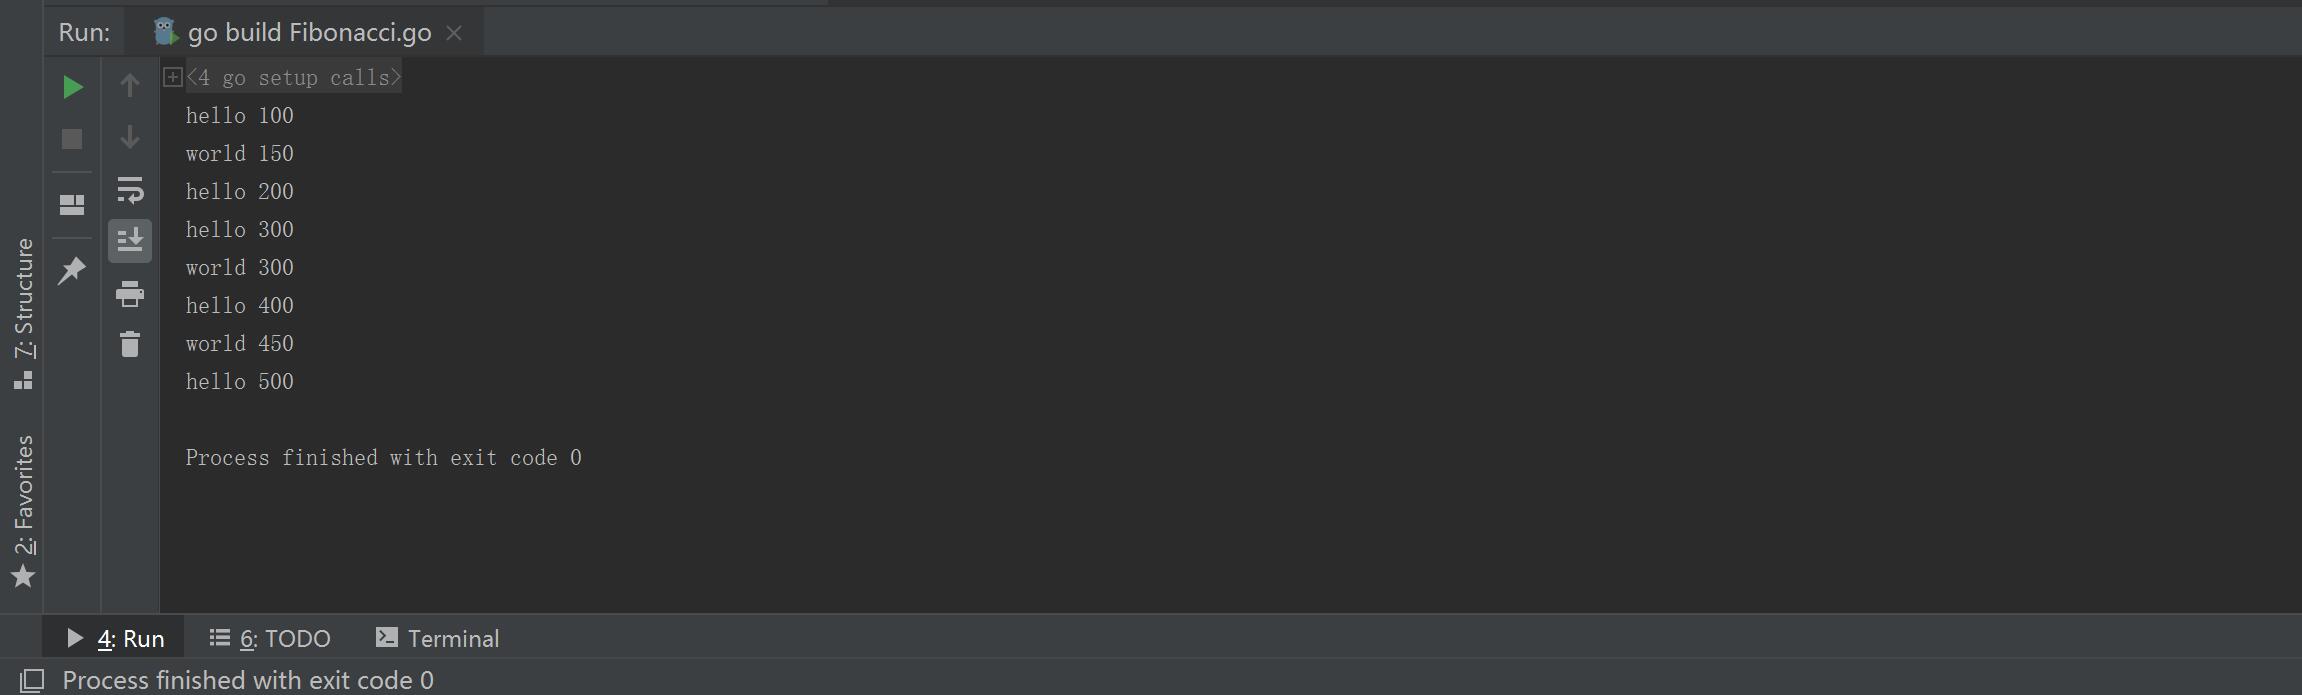 Run: go build Fibonacci.go
<4 go setup calls>
hello 100
world 150
hello 200
hello 300
world 300
hello 400
world 450
hello 500
Process finished with exit code 0
7: Structure
2: Favorites
4: Run 6: TODO Terminal
Process finished with exit code 0